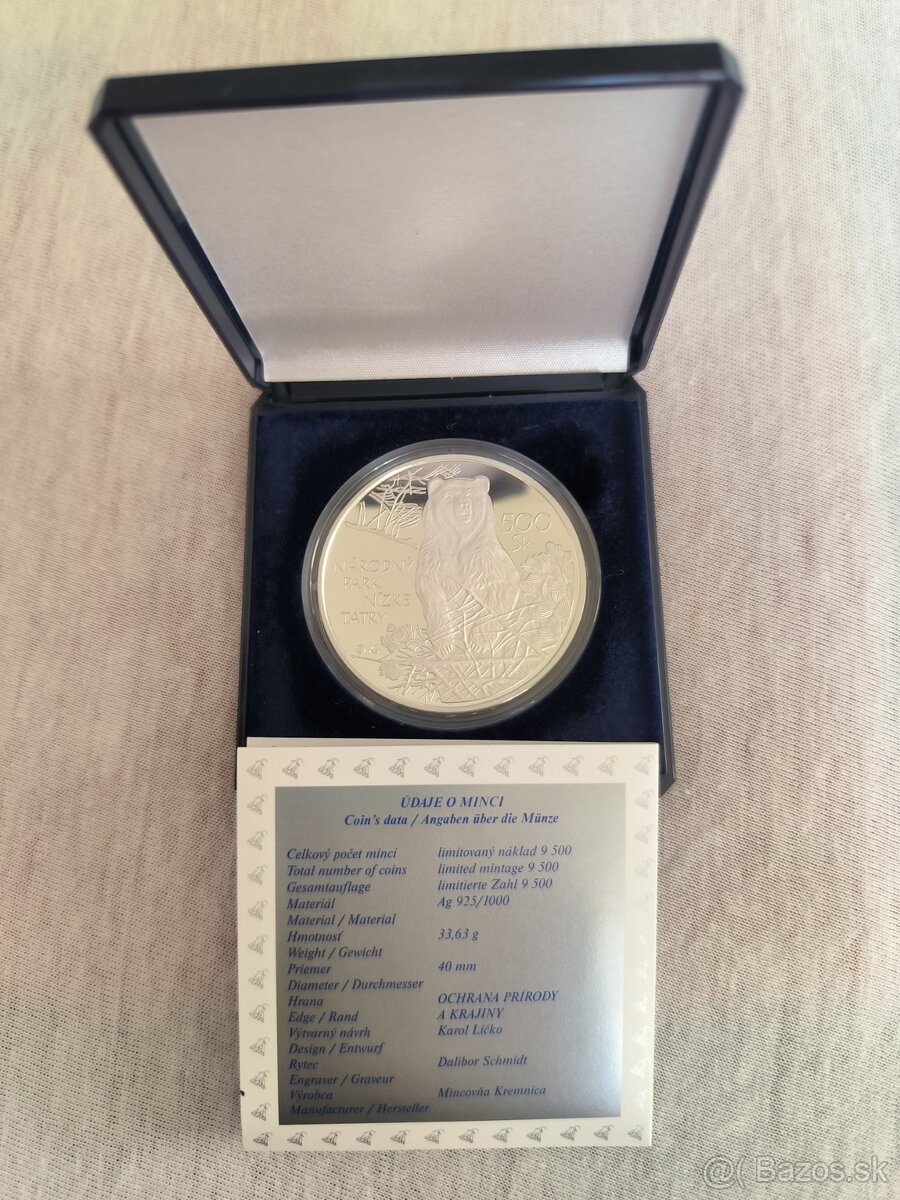 500
Sk
NÁRODNÝ
PARK
NÍZKE
TATRY
ÚDAJE O MINCI
Coin's data / Angaben über die Münze
Celkový počet mincí limitovaný náklad 9 500
Total number of coins limited mintage 9 500
Gesamtauflage limitierte Zahl 9 500
Materiál Ag 925/1000
Material / Material
Hmotnosť 33,63 g
Weight / Gewicht
Priemer 40 mm
Diameter / Durchmesser
Hrana OCHRANA PRÍRODY
Edge / Rand A KRAJINY
Výtvarný návrh Karol Ličko
Design / Entwurf
Rytec Dalibor Schmidt
Engraver / Graveur
Výrobca Mincovňa Kremnica
Manufacturer / Hersteller
@( Bazos.sk